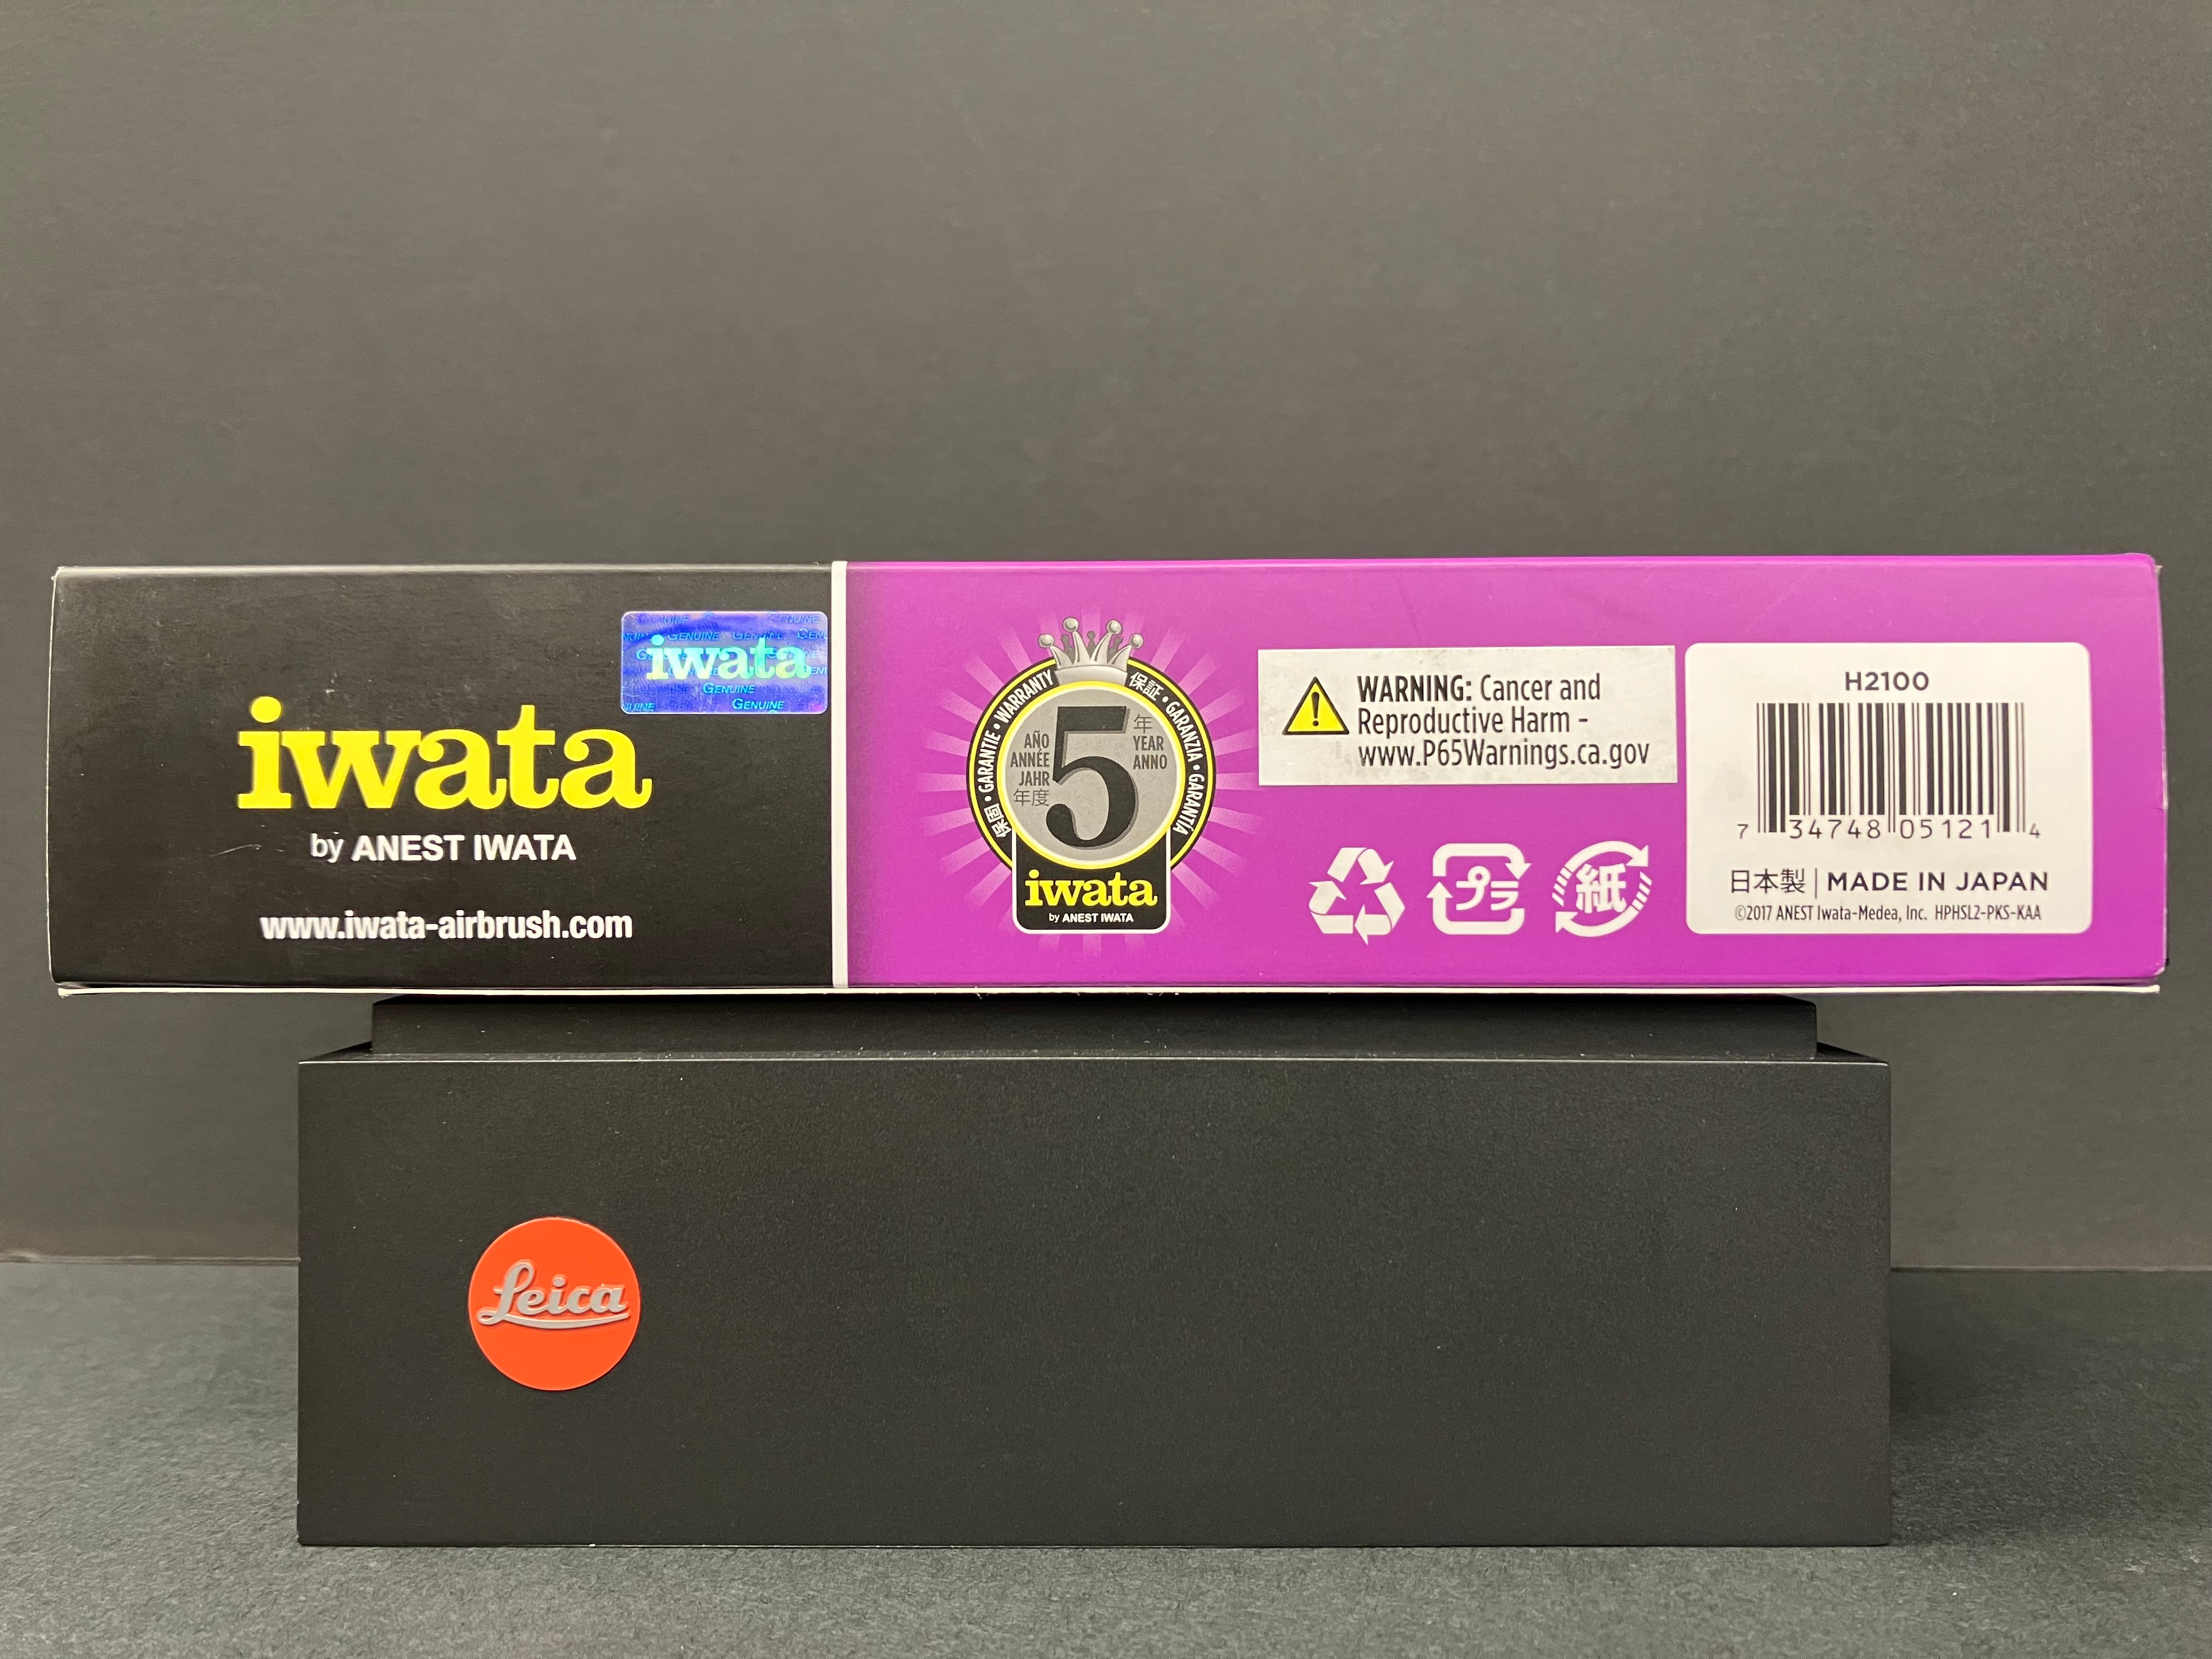 iwata
GENUINE
iwata
by ANEST IWATA
www.iwata-airbrush.com
保固 • GARANTIE • WARRANTY
保証 • GARANZIA • GARANTÍA
AÑO
ANNÉE
JAHR
年度
5
年
YEAR
ANNO
iwata
by ANEST IWATA
WARNING: Cancer and
Reproductive Harm -
www.P65Warnings.ca.gov
プラ
紙
H2100
7 34748 05121 4
日本製 | MADE IN JAPAN
©2017 ANEST Iwata-Medea, Inc. HPHSL2-PKS-KAA
Leica